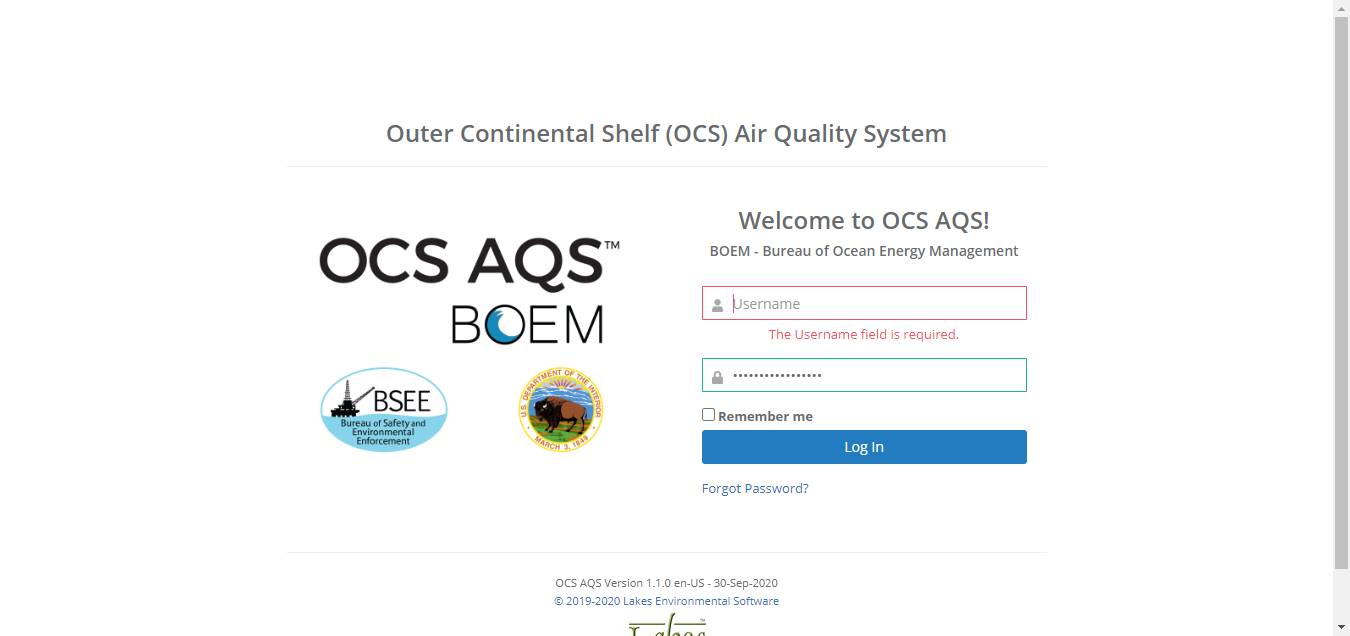 Outer Continental Shelf (OCS) Air Quality System
OCS AQS™
BOEM
BSEE
Bureau of Safety and
Environmental
Enforcement
U.S. DEPARTMENT OF THE INTERIOR
MARCH 3, 1849
Welcome to OCS AQS!
BOEM - Bureau of Ocean Energy Management
Username
The Username field is required.
•••••••••••••••••
Remember me
Log In
Forgot Password?
OCS AQS Version 1.1.0 en-US - 30-Sep-2020
© 2019-2020 Lakes Environmental Software
Lakes™